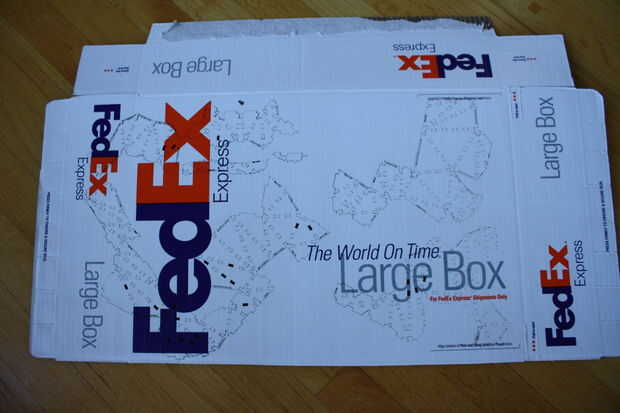 Large Box
FedEx
Express
FedEx
Express
Large Box
FedEx
Express
The World On Time
Large Box
For FedEx Express® Shipments Only
Large Box
FedEx
Express